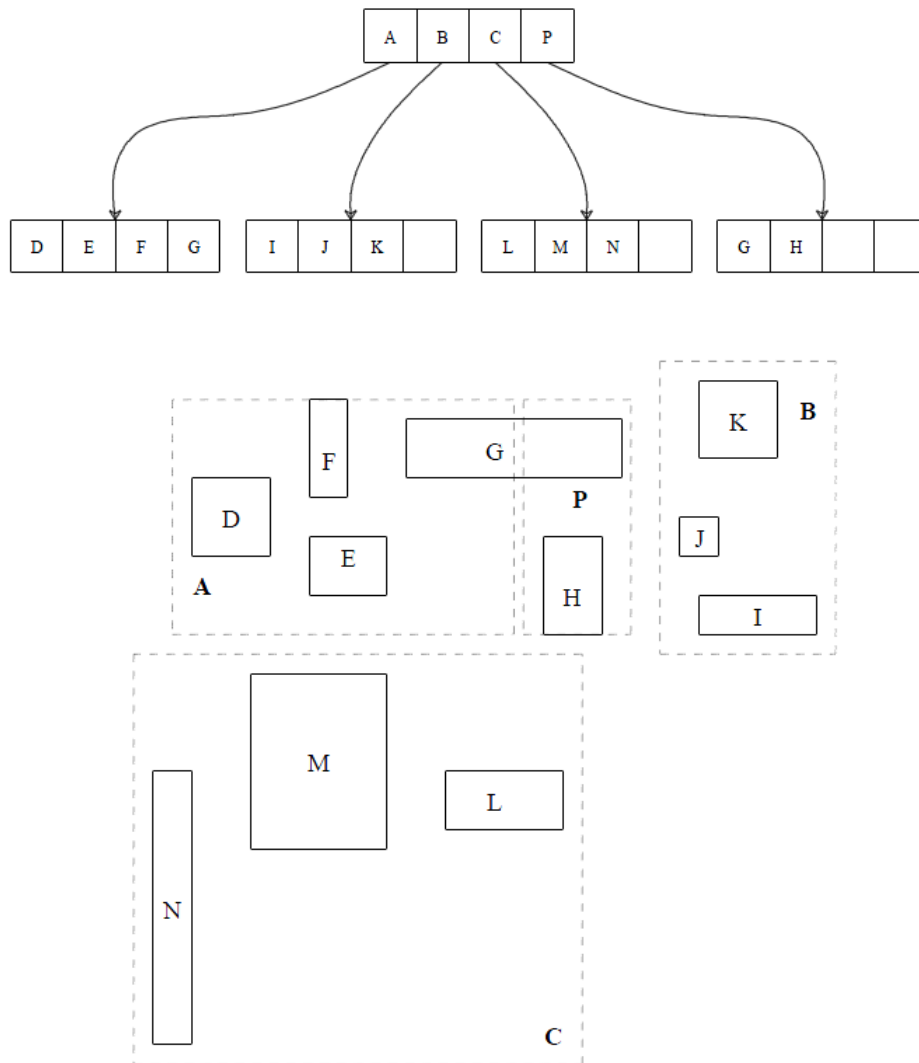 A B C P
D E F G I J K L M N G H
K B
F G
P
D J
E
A H I
M
L
N
C